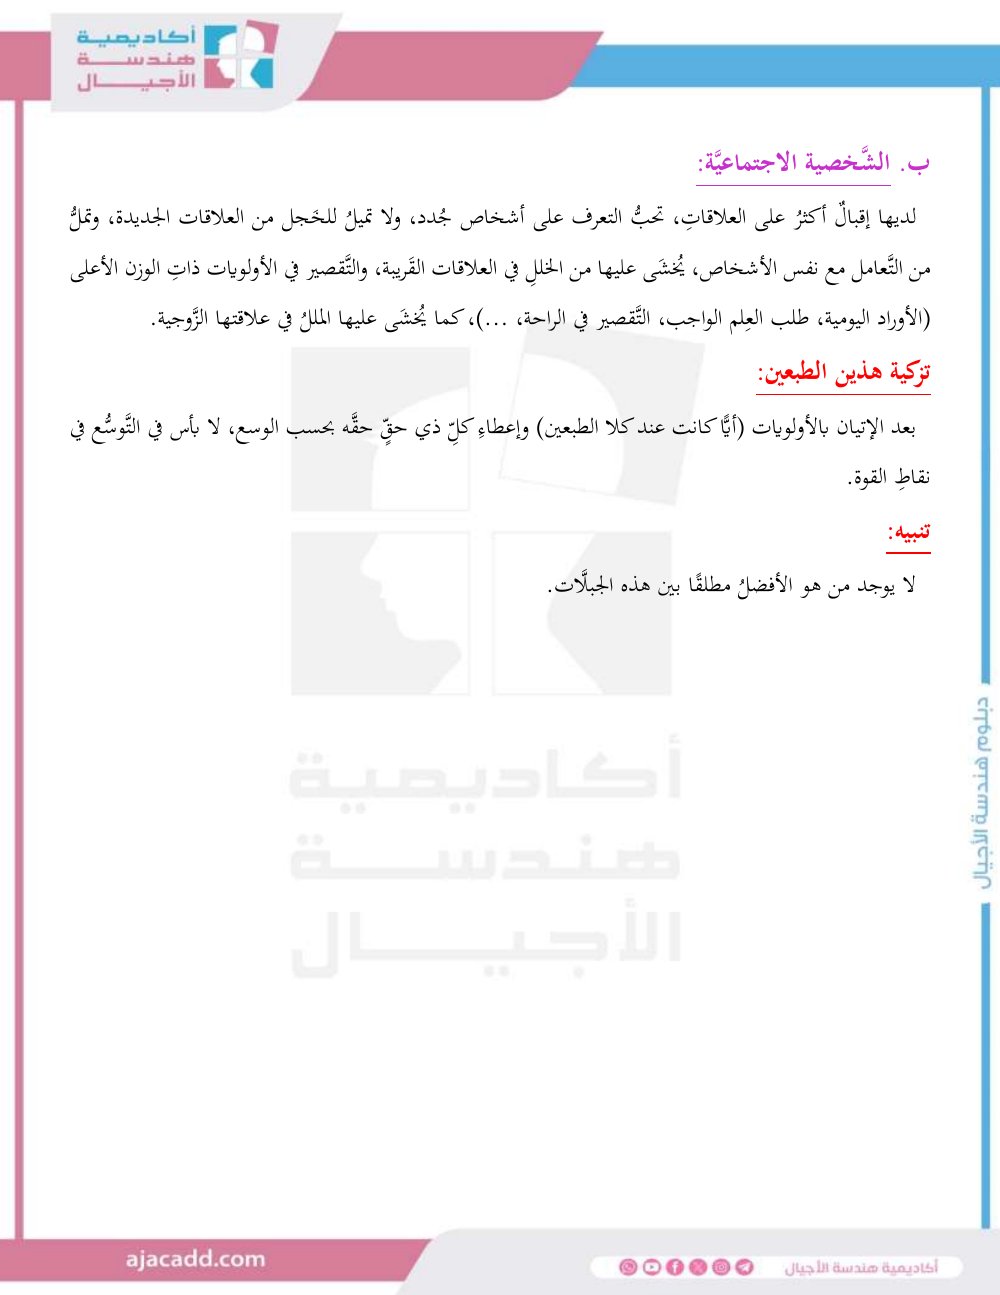 أكاديمية
هندسة
الأجيال
ب. الشَّخصية الاجتماعيَّة:
لديها إقبالٌ أكثرُ على العلاقاتِ، تحبُّ التعرف على أشخاص جُدد، ولا تميلُ للخَجل من العلاقات الجديدة، وتملُّ
من التَّعامل مع نفس الأشخاص، يُخشَى عليها من الخللِ في العلاقات القَريبة، والتَّقصير في الأولويات ذاتِ الوزن الأعلى
(الأوراد اليومية، طلب العِلم الواجب، التَّقصير في الراحة، ...)، كما يُخشَى عليها المللُ في علاقتها الزَّوجية.
تزكية هذين الطبعين:
بعد الإتيان بالأولويات (أيًّا كانت عند كلا الطبعين) وإعطاءِ كلِّ ذي حقٍّ حقَّه بحسب الوسع، لا بأس في التَّوسُّع في
نقاطِ القوة.
تنبيه:
لا يوجد من هو الأفضلُ مطلقًا بين هذه الجبلَّات.
أكاديمية
هندسة
الأجيال
دبلوم هندسة الأجيال
ajacadd.com
أكاديمية هندسة الأجيال